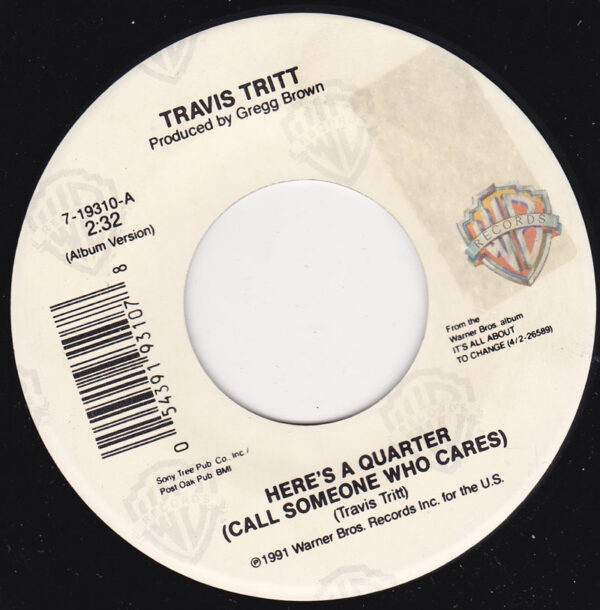 TRAVIS TRITT
Produced by Gregg Brown
7-19310-A
2:32
(Album Version)
0 54391 93107 8
WB
RECORDS
From the
Warner Bros. album
IT'S ALL ABOUT
TO CHANGE (4/2-26589)
Sony Tree Pub Co., Inc./
Post Oak Pub BMI
HERE'S A QUARTER
(CALL SOMEONE WHO CARES)
(Travis Tritt)
℗1991 Warner Bros. Records Inc. for the U.S.